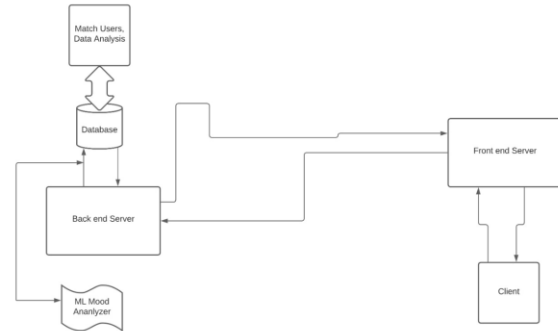 Match Users,
Data Analysis
Database
Front end Server
Back end Server
ML Mood
Ananlyzer
Client